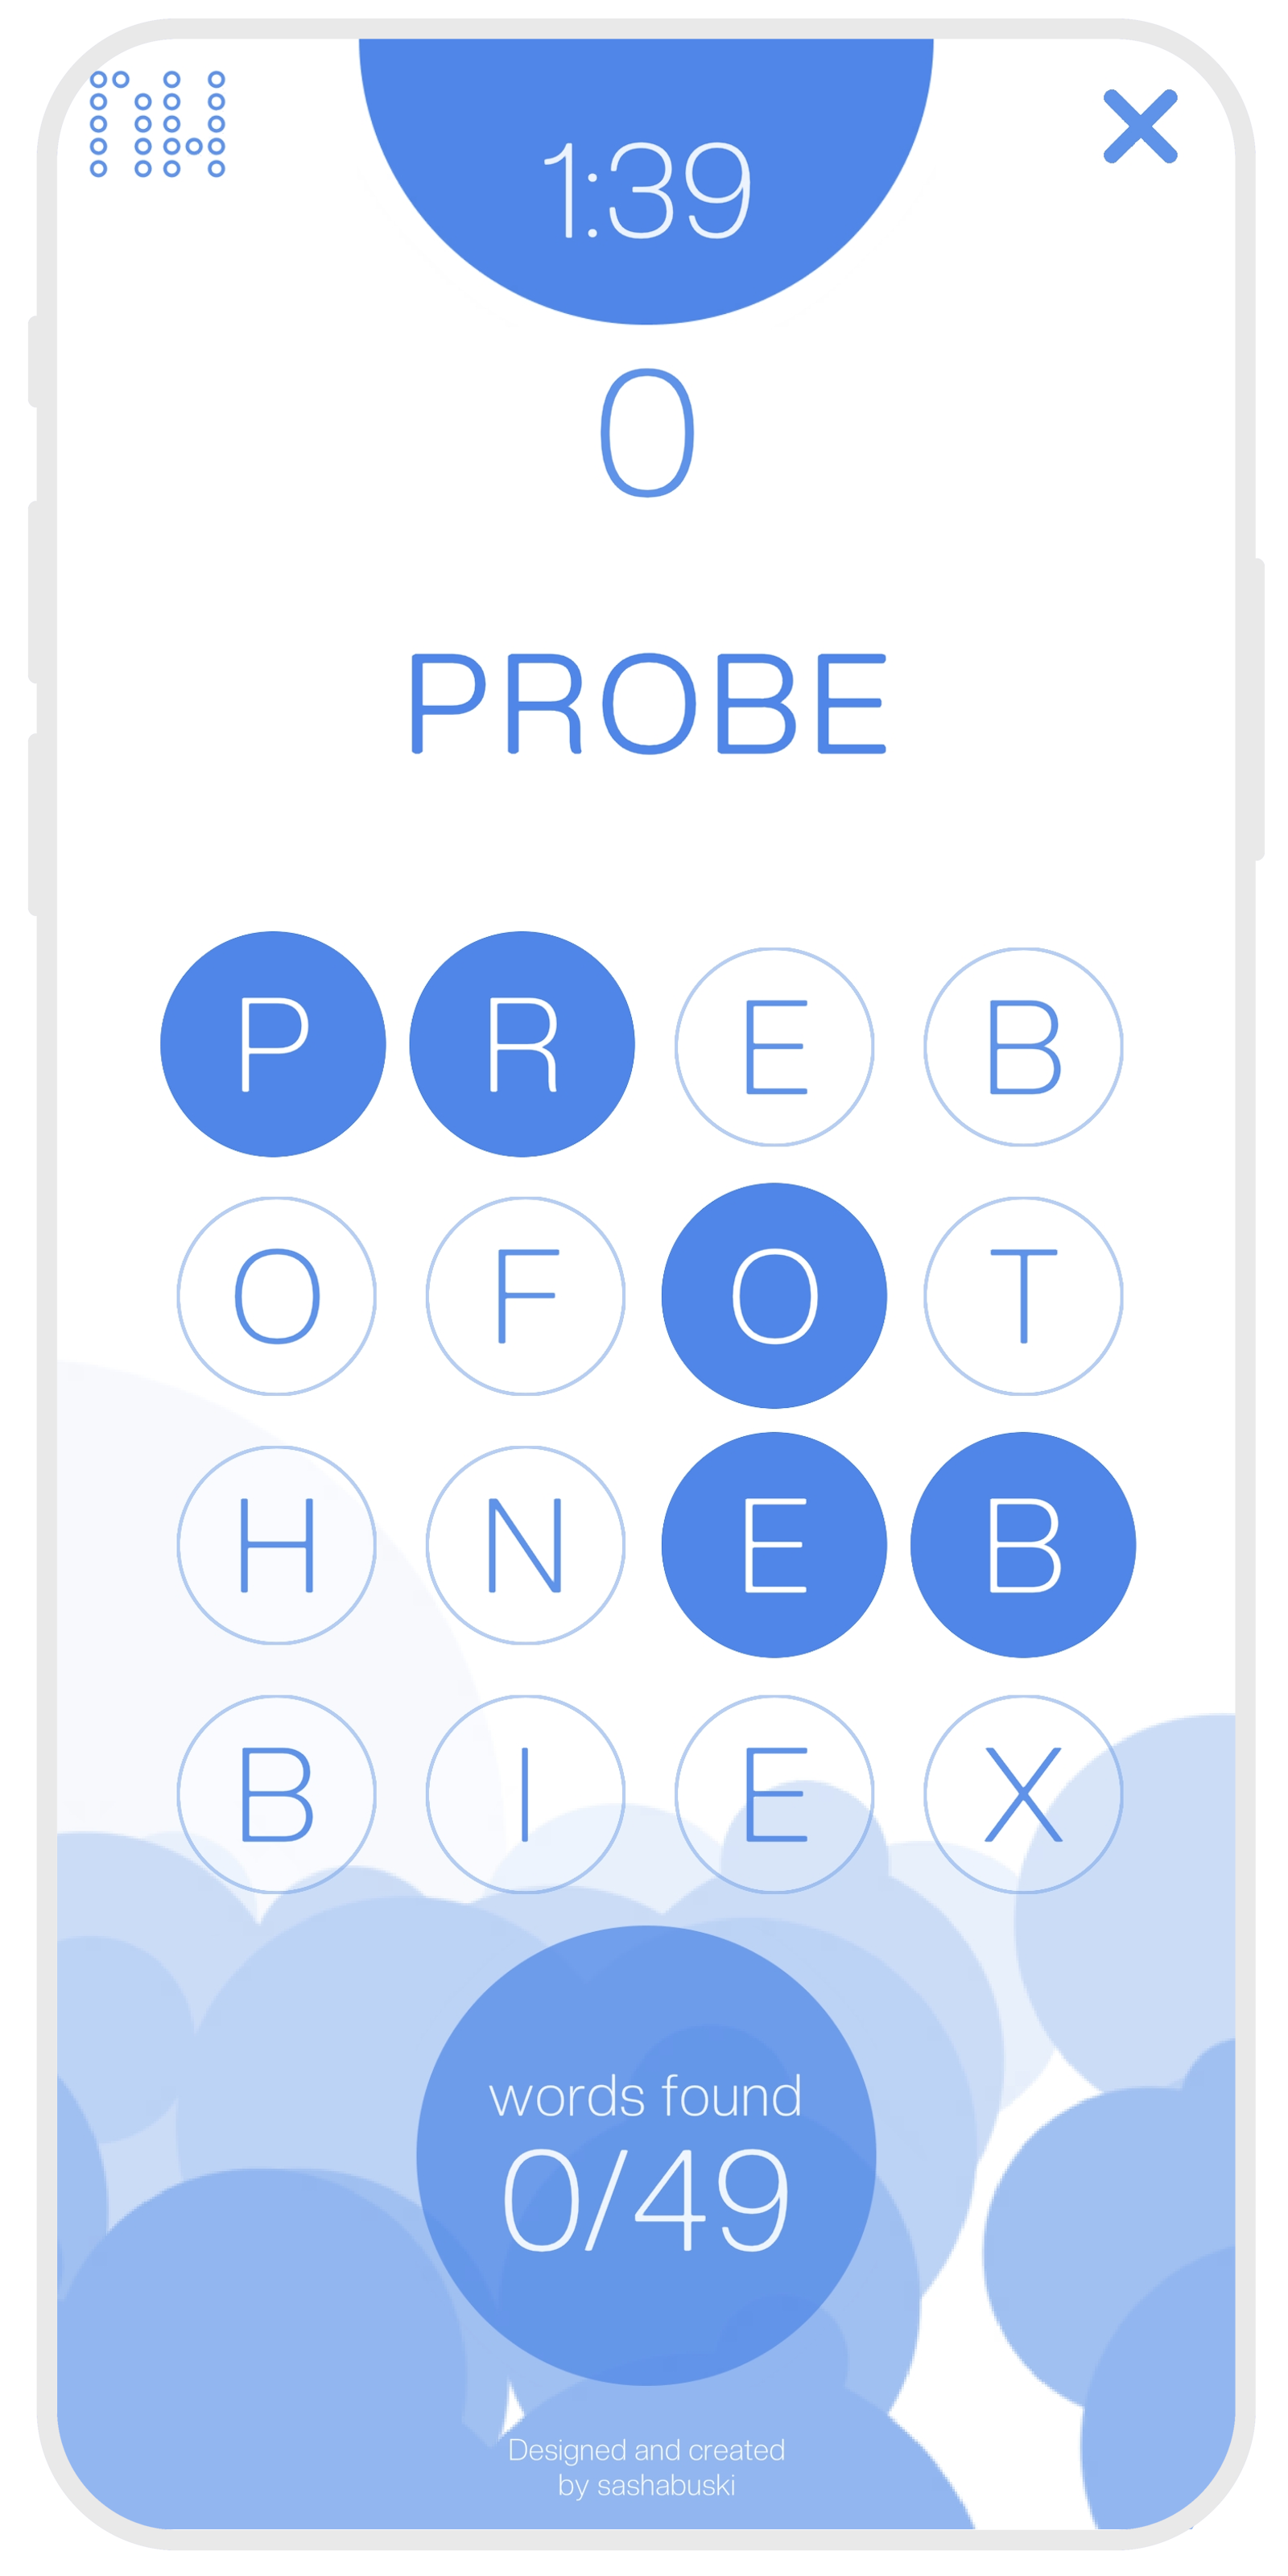 1:39
0
PROBE
P R E B
O F O T
H N E B
B I E X
words found
0/49
Designed and created
by sashabuski